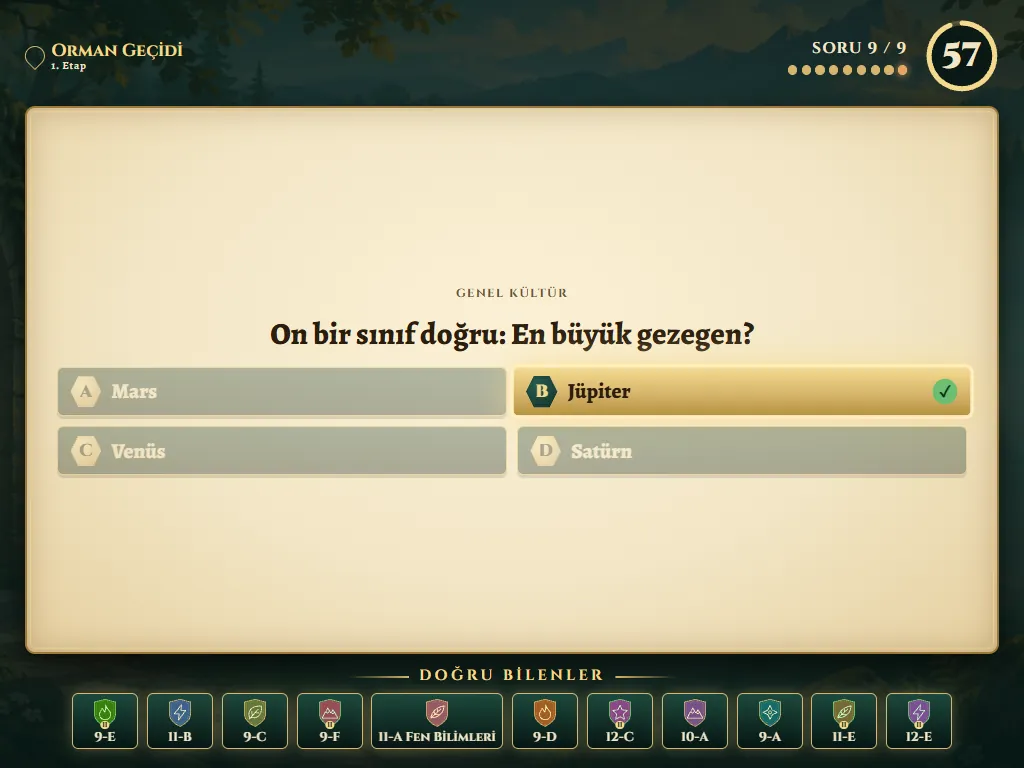 Orman Geçidi
1. Etap
SORU 9 / 9
57
GENEL KÜLTÜR
On bir sınıf doğru: En büyük gezegen?
A Mars
B Jüpiter
C Venüs
D Satürn
DOĞRU BİLENLER
9-E
11-B
9-C
9-F
11-A Fen Bilimleri
9-D
12-C
10-A
9-A
11-E
12-E